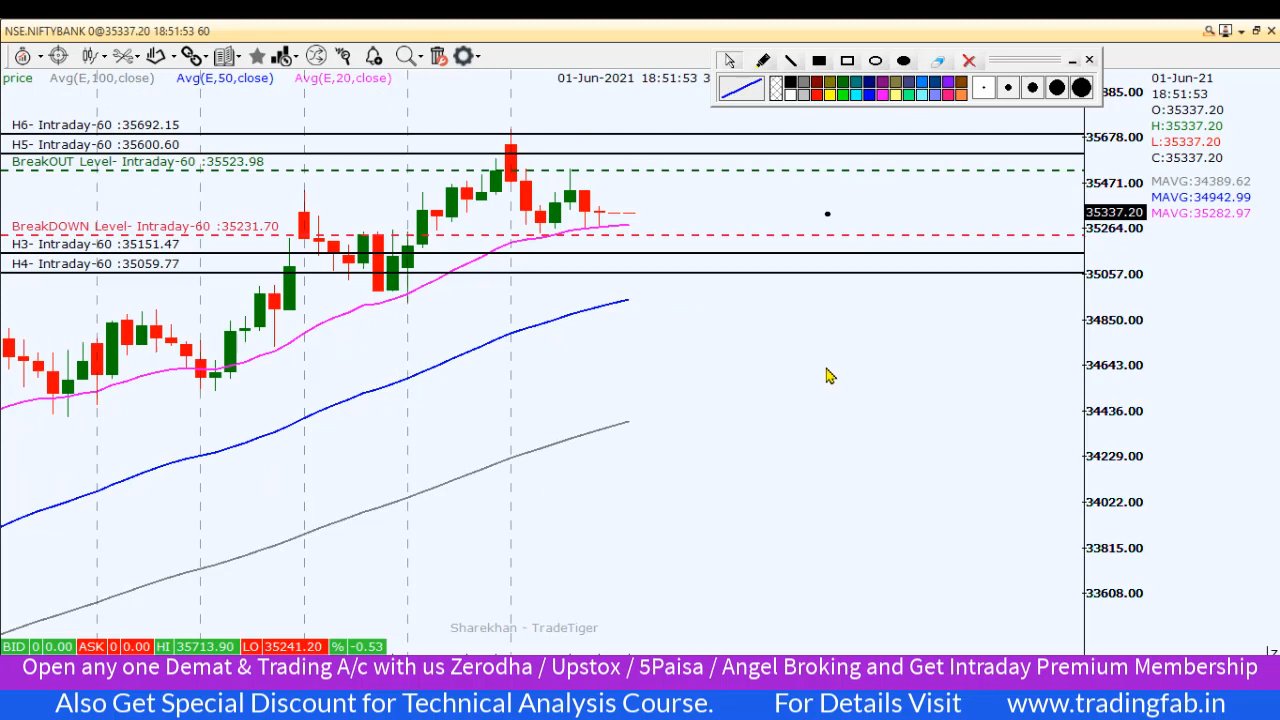 NSE.NIFTYBANK 0@35337.20 18:51:53 60
price Avg(E,100,close) Avg(E,50,close) Avg(E,20,close) 01-Jun-2021 18:51:53 3
01-Jun-21
18:51:53
O:35337.20
H:35337.20
L:35337.20
C:35337.20
MAVG:34389.62
MAVG:34942.99
MAVG:35282.97
H6- Intraday-60 :35692.15
H5- Intraday-60 :35600.60
BreakOUT Level- Intraday-60 :35523.98
BreakDOWN Level- Intraday-60 :35231.70
H3- Intraday-60 :35151.47
H4- Intraday-60 :35059.77
385.00
35678.00
35471.00
35337.20
35264.00
35057.00
34850.00
34643.00
34436.00
34229.00
34022.00
33815.00
33608.00
Sharekhan - TradeTiger
BID 0 0.00 ASK 0 0.00 HI 35713.90 LO 35241.20 % -0.53
Open any one Demat & Trading A/c with us Zerodha / Upstox / 5Paisa / Angel Broking and Get Intraday Premium Membership
Also Get Special Discount for Technical Analysis Course. For Details Visit www.tradingfab.in